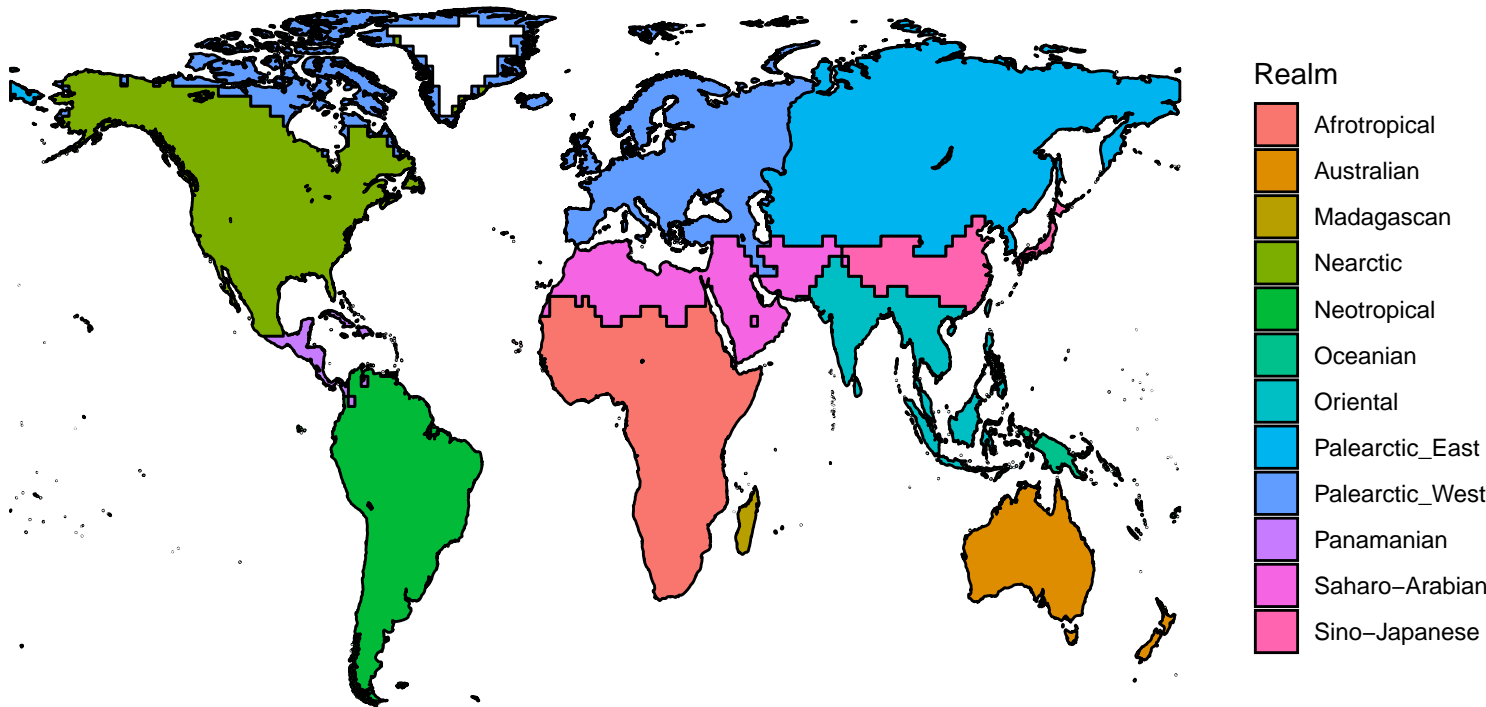 Realm
Afrotropical
Australian
Madagascan
Nearctic
Neotropical
Oceanian
Oriental
Palearctic_East
Palearctic_West
Panamanian
Saharo−Arabian
Sino−Japanese